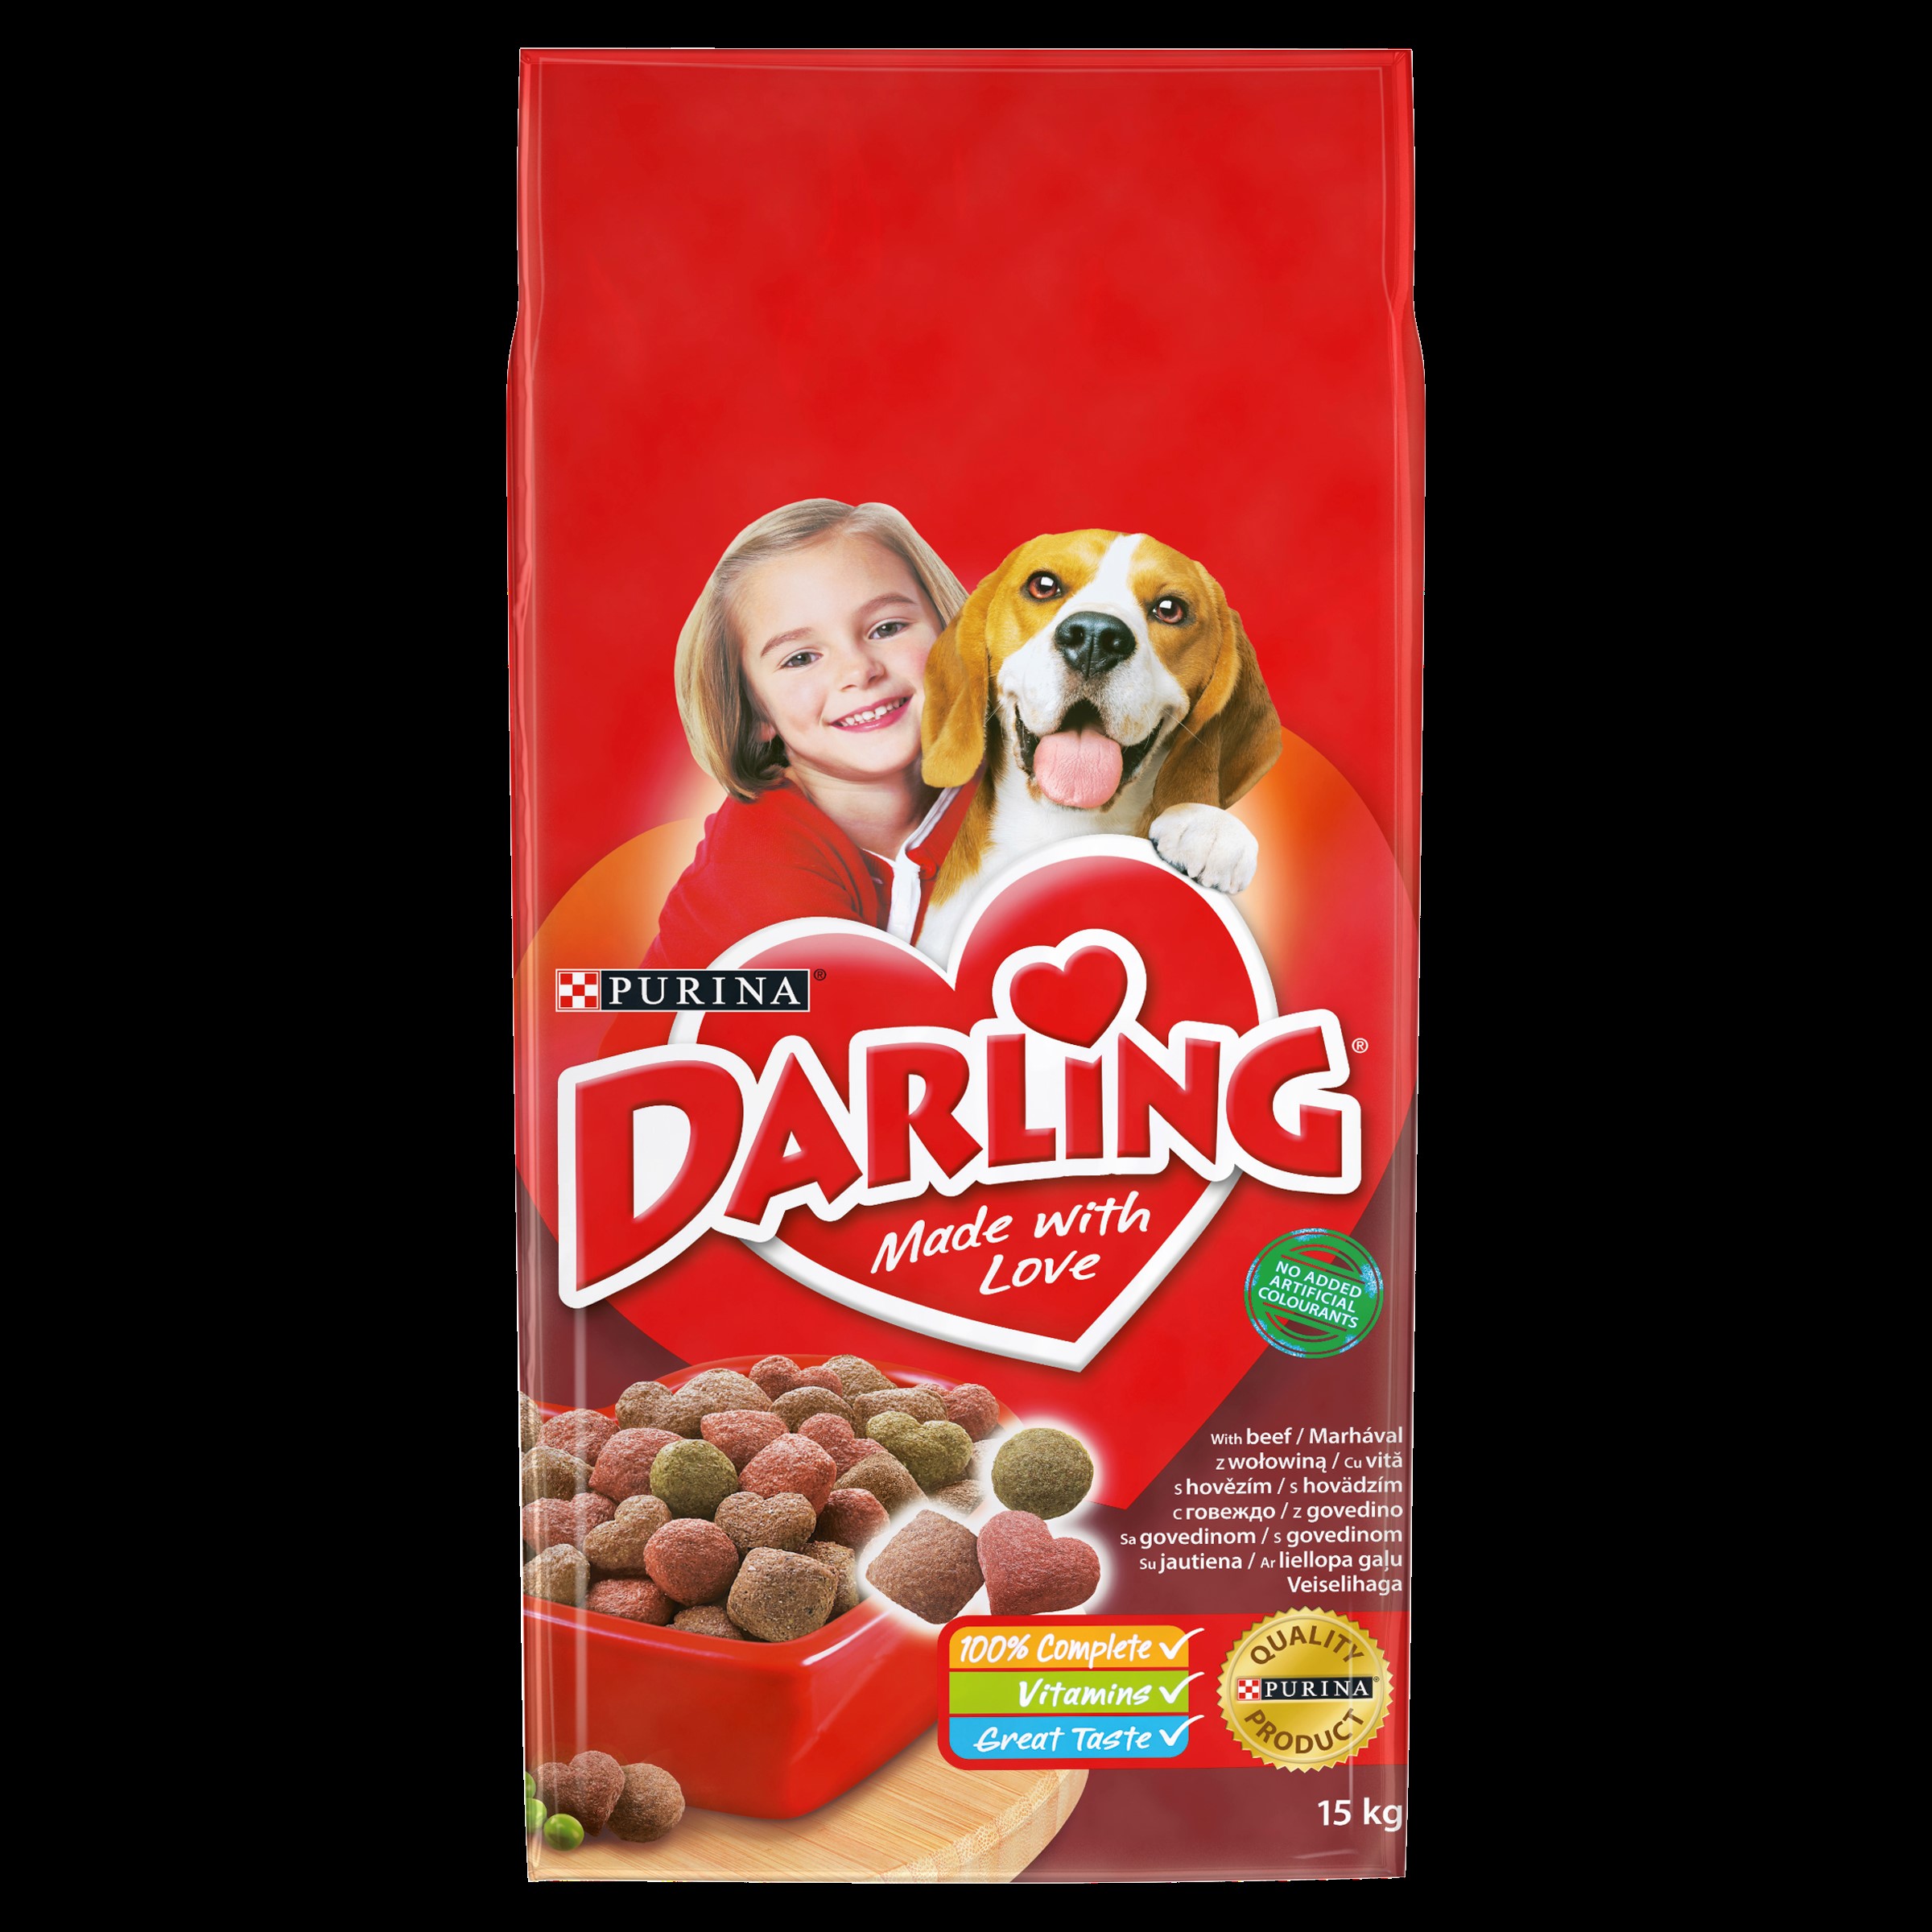 PURINA®
DARLiNG®
Made with
Love
NO ADDED
ARTIFICIAL
COLOURANTS
With beef / Marhával
z wołowiną / Cu vită
s hovězím / s hovädzím
с говеждо / z govedino
Sa govedinom / s govedinom
Su jautiena / Ar liellopa gaļu
Veiselihaga
100% Complete
Vitamins
Great Taste
QUALITY
PURINA®
PRODUCT
15 kg